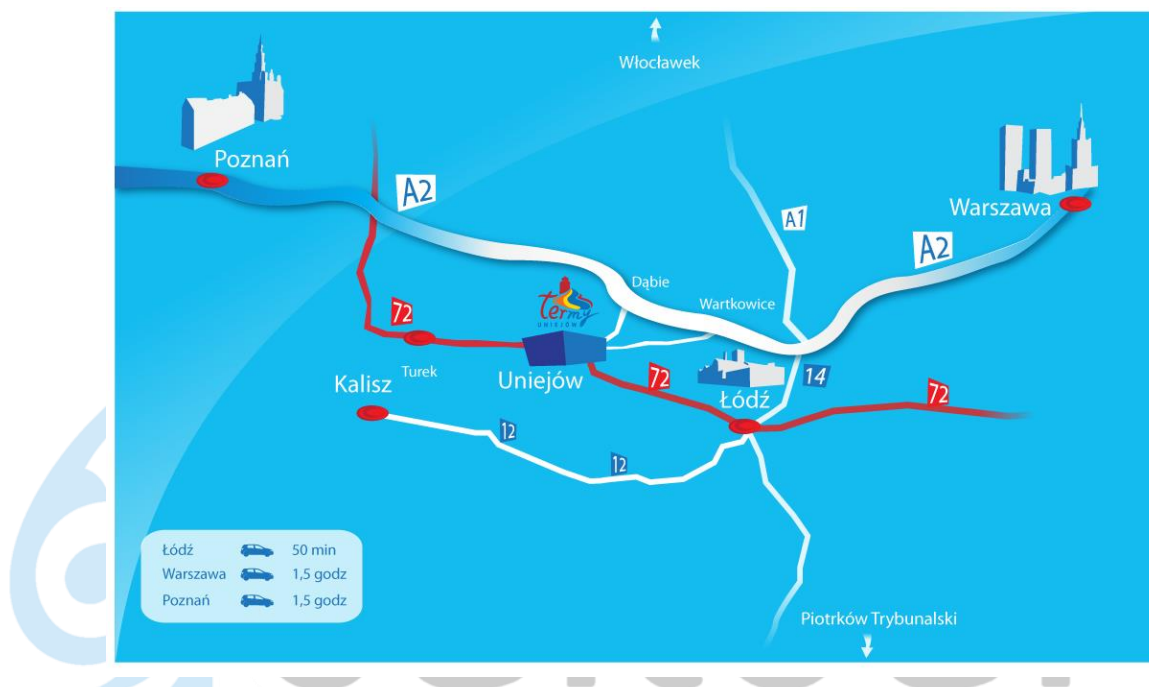 Włocławek
Poznań
A2
A1
Warszawa
A2
Dąbie
termy
UNIEJÓW
Wartkowice
72
Turek
Uniejów
14
Kalisz
72
Łódź
72
12
12
Łódź 50 min
Warszawa 1,5 godz
Poznań 1,5 godz
Piotrków Trybunalski